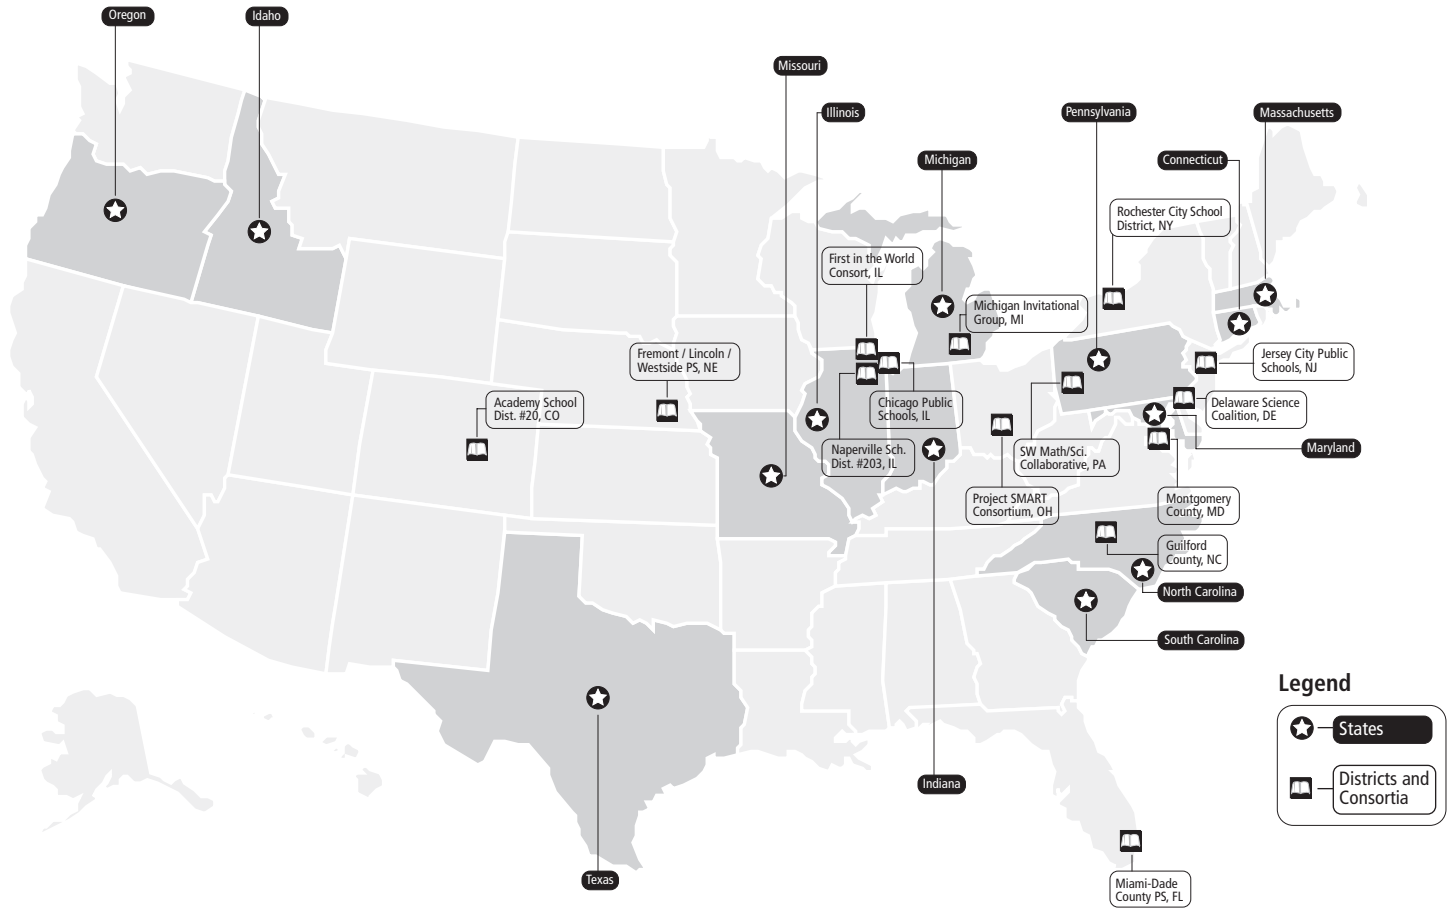 Oregon
Idaho
Missouri
Illinois
Pennsylvania
Massachusetts
Michigan
Connecticut
Rochester City School
District, NY
First in the World
Consort, IL
Michigan Invitational
Group, MI
Fremont / Lincoln /
Westside PS, NE
Jersey City Public
Schools, NJ
Academy School
Dist. #20, CO
Chicago Public
Schools, IL
Delaware Science
Coalition, DE
Naperville Sch.
Dist. #203, IL
SW Math/Sci.
Collaborative, PA
Maryland
Project SMART
Consortium, OH
Montgomery
County, MD
Guilford
County, NC
North Carolina
South Carolina
Legend
States
Districts and
Consortia
Indiana
Texas
Miami-Dade
County PS, FL